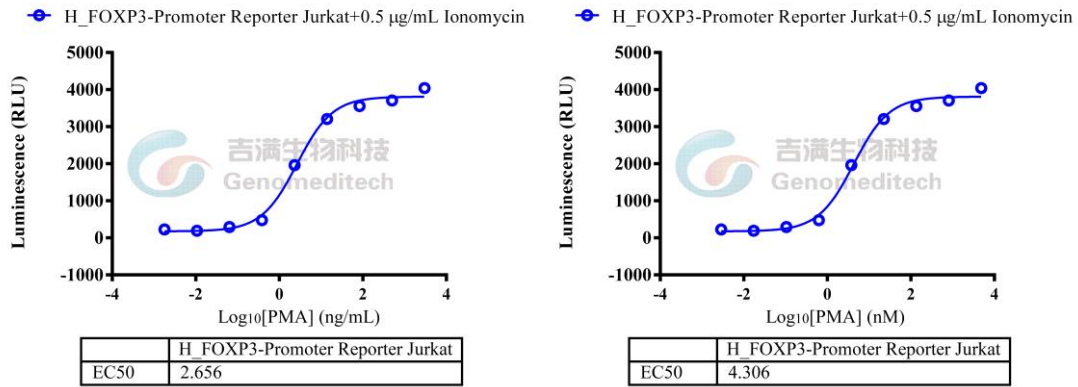 H_FOXP3-Promoter Reporter Jurkat+0.5 μg/mL Ionomycin
5000
4000
3000
2000
1000
0
-1000
Luminescence (RLU)
吉满生物科技
Genomeditech
-4
-2
0
2
4
Log10[PMA] (ng/mL)
H_FOXP3-Promoter Reporter Jurkat
EC50 2.656
H_FOXP3-Promoter Reporter Jurkat+0.5 μg/mL Ionomycin
5000
4000
3000
2000
1000
0
-1000
Luminescence (RLU)
吉满生物科技
Genomeditech
-4
-2
0
2
4
Log10[PMA] (nM)
H_FOXP3-Promoter Reporter Jurkat
EC50 4.306